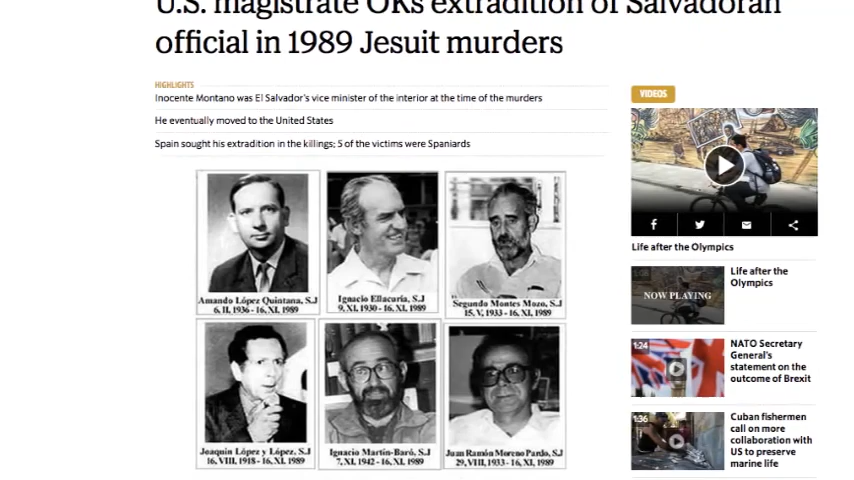 U.S. magistrate OKs extradition of Salvadoran
official in 1989 Jesuit murders
HIGHLIGHTS
Inocente Montano was El Salvador's vice minister of the interior at the time of the murders
He eventually moved to the United States
Spain sought his extradition in the killings; 5 of the victims were Spaniards
Amando López Quintana, S.J
6, II, 1936 - 16, XI, 1989
Ignacio Ellacuría, S.J
9, XI, 1930 - 16, XI, 1989
Segundo Montes Mozo, S.J
15, V, 1933 - 16, XI, 1989
Joaquín López y López, S.J
16, VIII, 1918 - 16, XI, 1989
Ignacio Martín-Baró, S.J
7, XI, 1942 - 16, XI, 1989
Juan Ramón Moreno Pardo, S.J
29, VIII, 1933 - 16, XI, 1989
VIDEOS
Life after the Olympics
NOW PLAYING
Life after the
Olympics
1:24
NATO Secretary
General's
statement on the
outcome of Brexit
1:36
Cuban fishermen
call on more
collaboration with
US to preserve
marine life